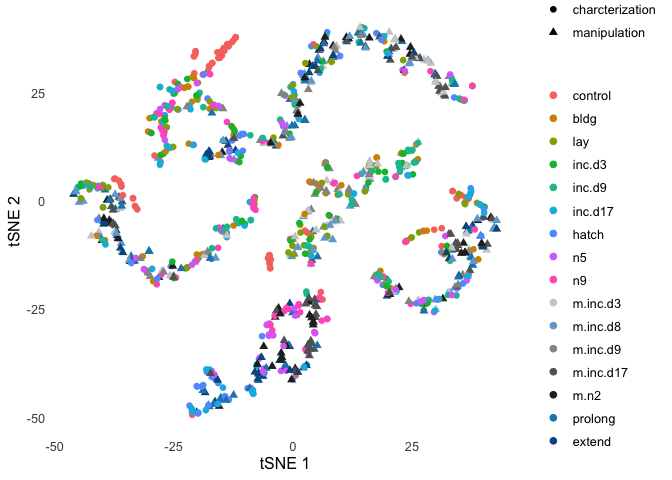 charcterization
manipulation
control
bldg
lay
inc.d3
inc.d9
inc.d17
hatch
n5
n9
m.inc.d3
m.inc.d8
m.inc.d9
m.inc.d17
m.n2
prolong
extend
25
0
-25
-50
tSNE 2
-50 -25 0 25
tSNE 1